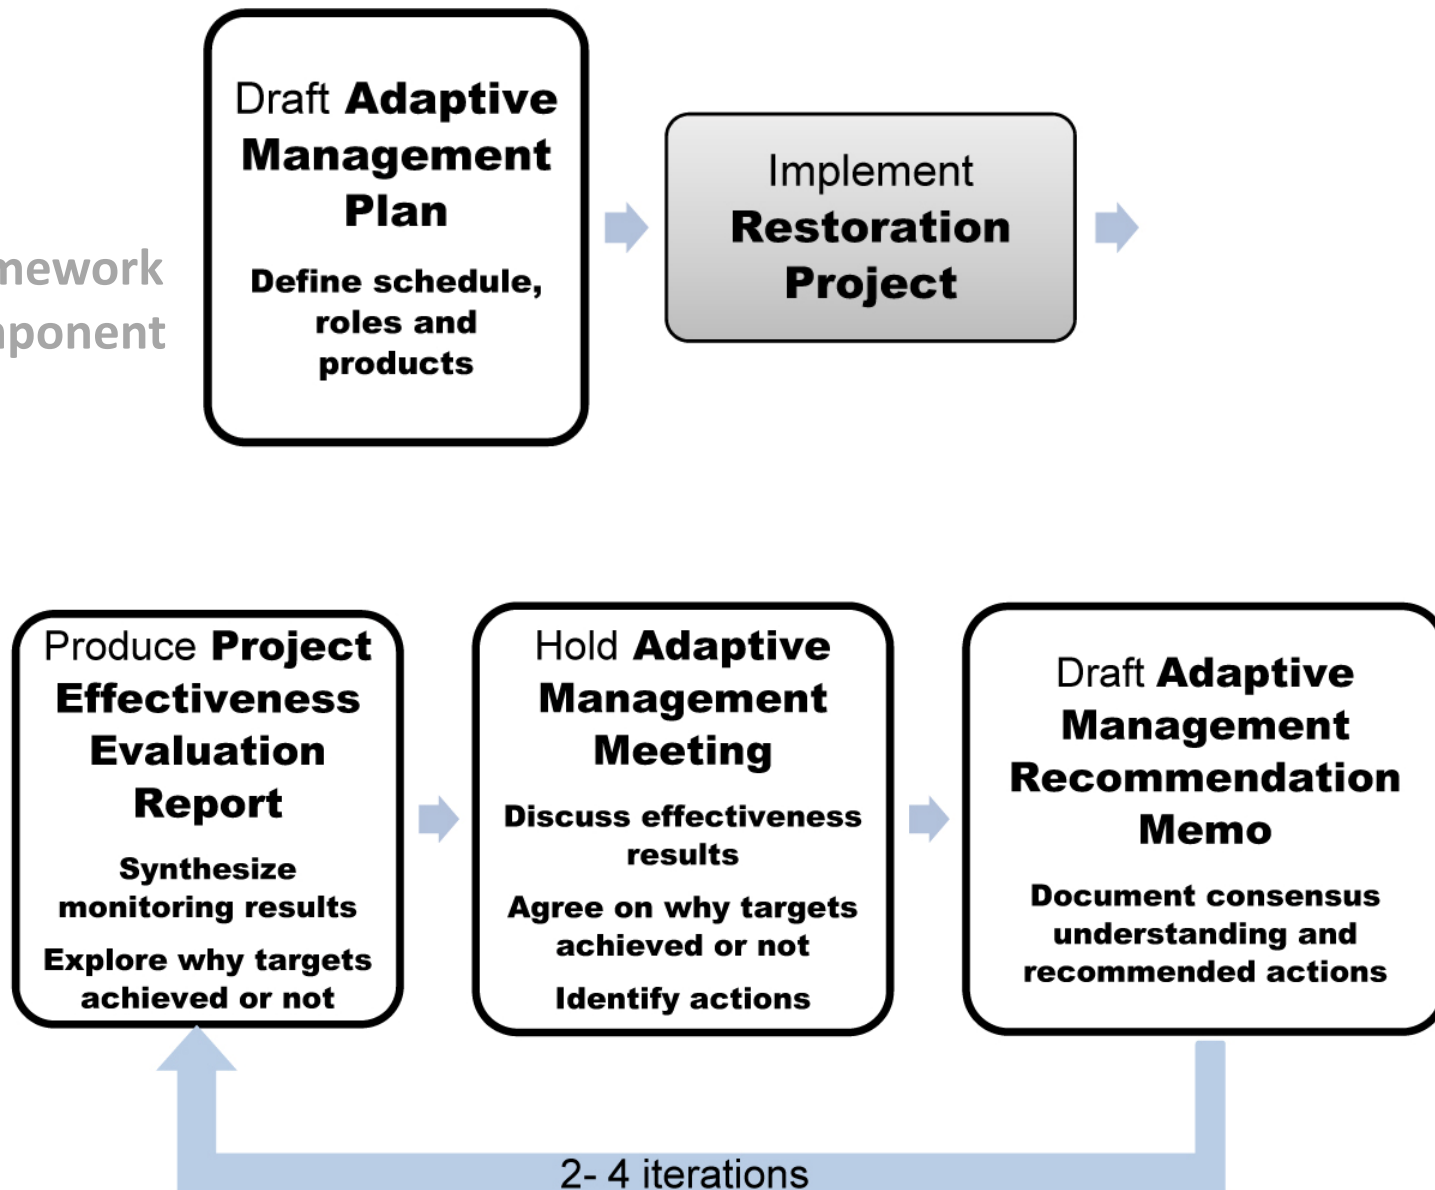 Draft Adaptive
Management
Plan
Define schedule,
roles and
products
Implement
Restoration
Project
mework
nponent
Produce Project
Effectiveness
Evaluation
Report
Synthesize
monitoring results
Explore why targets
achieved or not
Hold Adaptive
Management
Meeting
Discuss effectiveness
results
Agree on why targets
achieved or not
Identify actions
Draft Adaptive
Management
Recommendation
Memo
Document consensus
understanding and
recommended actions
2- 4 iterations